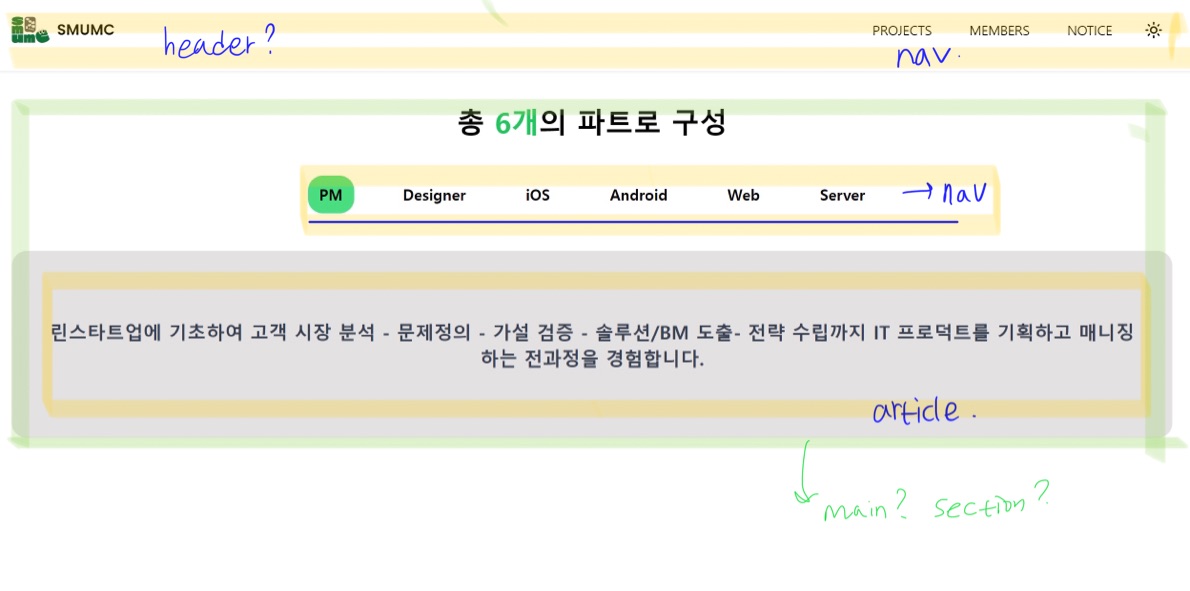 SMUMC
header?
PROJECTS MEMBERS NOTICE
nav.
총 6개의 파트로 구성
PM Designer iOS Android Web Server → nav
린스타트업에 기초하여 고객 시장 분석 - 문제정의 - 가설 검증 - 솔루션/BM 도출- 전략 수립까지 IT 프로덕트를 기획하고 매니징
하는 전과정을 경험합니다.
article.
main? section?